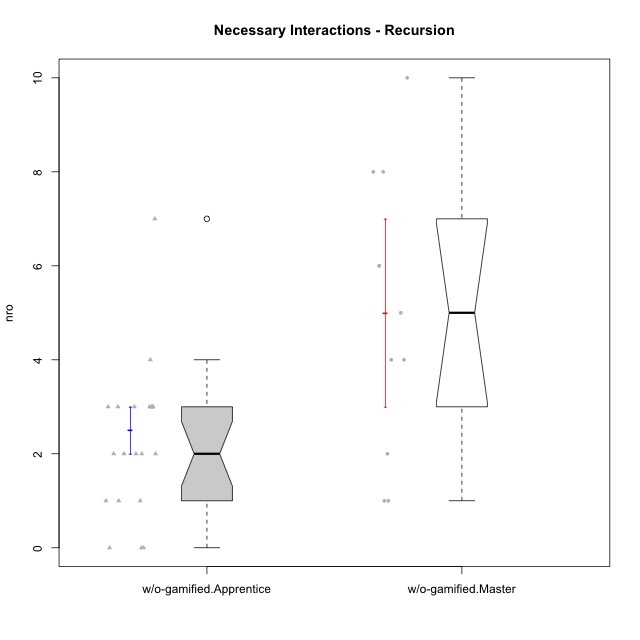 Necessary Interactions - Recursion
10
8
6
4
2
0
nro
w/o-gamified.Apprentice
w/o-gamified.Master